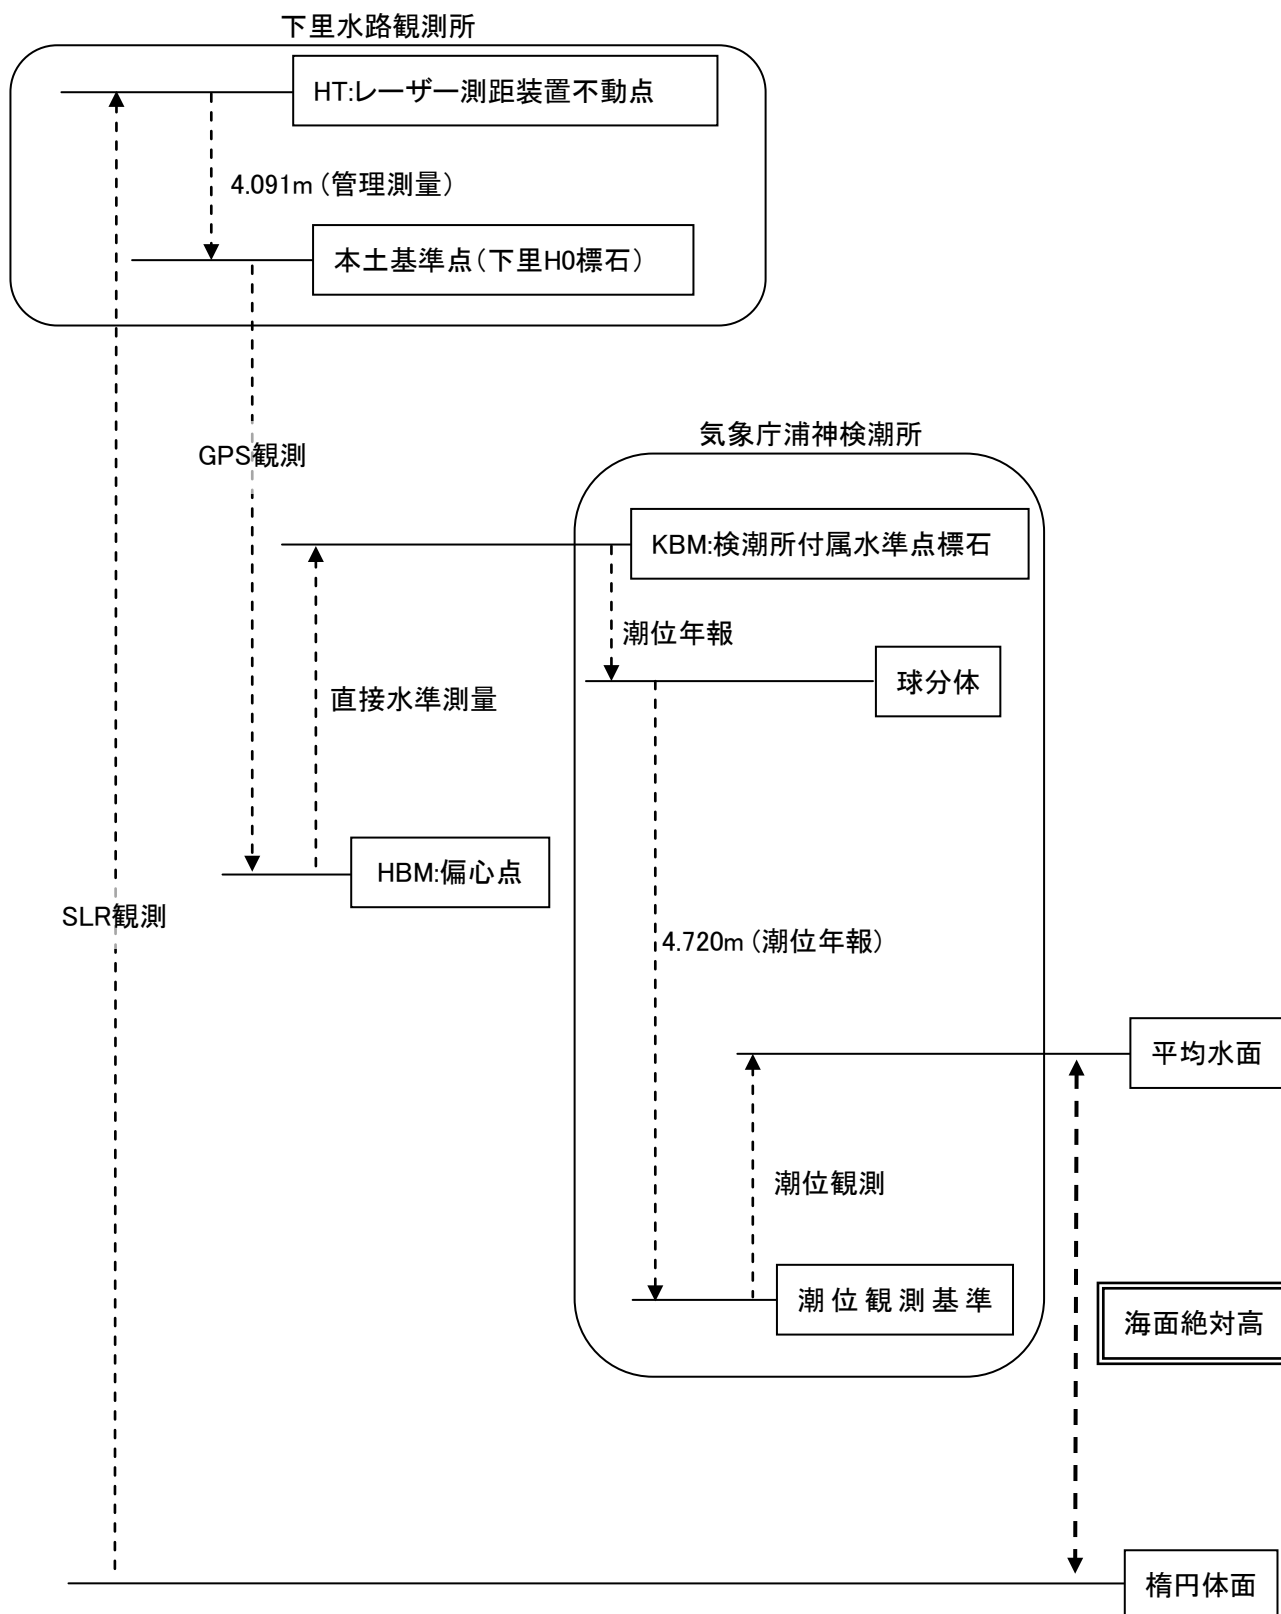 下里水路観測所
HT:レーザー測距装置不動点
4.091m（管理測量）
本土基準点（下里H0標石）
GPS観測
気象庁浦神検潮所
KBM:検潮所付属水準点標石
潮位年報
球分体
直接水準測量
HBM:偏心点
SLR観測
4.720m（潮位年報）
平均水面
潮位観測
潮位観測基準
海面絶対高
楕円体面